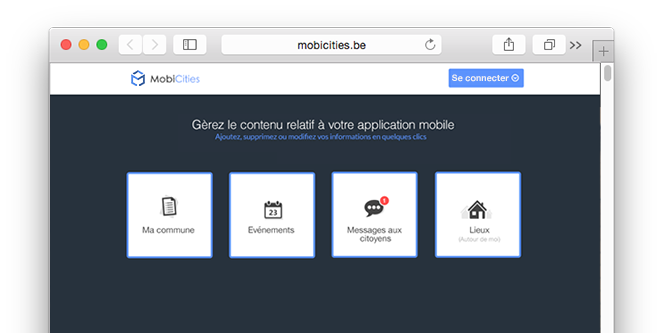 mobicities.be
MobiCities
Se connecter
Gèrez le contenu relatif à votre application mobile
Ajoutez, supprimez ou modifiez vos informations en quelques clics
Ma commune
23
Evénements
1
Messages aux
citoyens
Lieux
(Autour de moi)